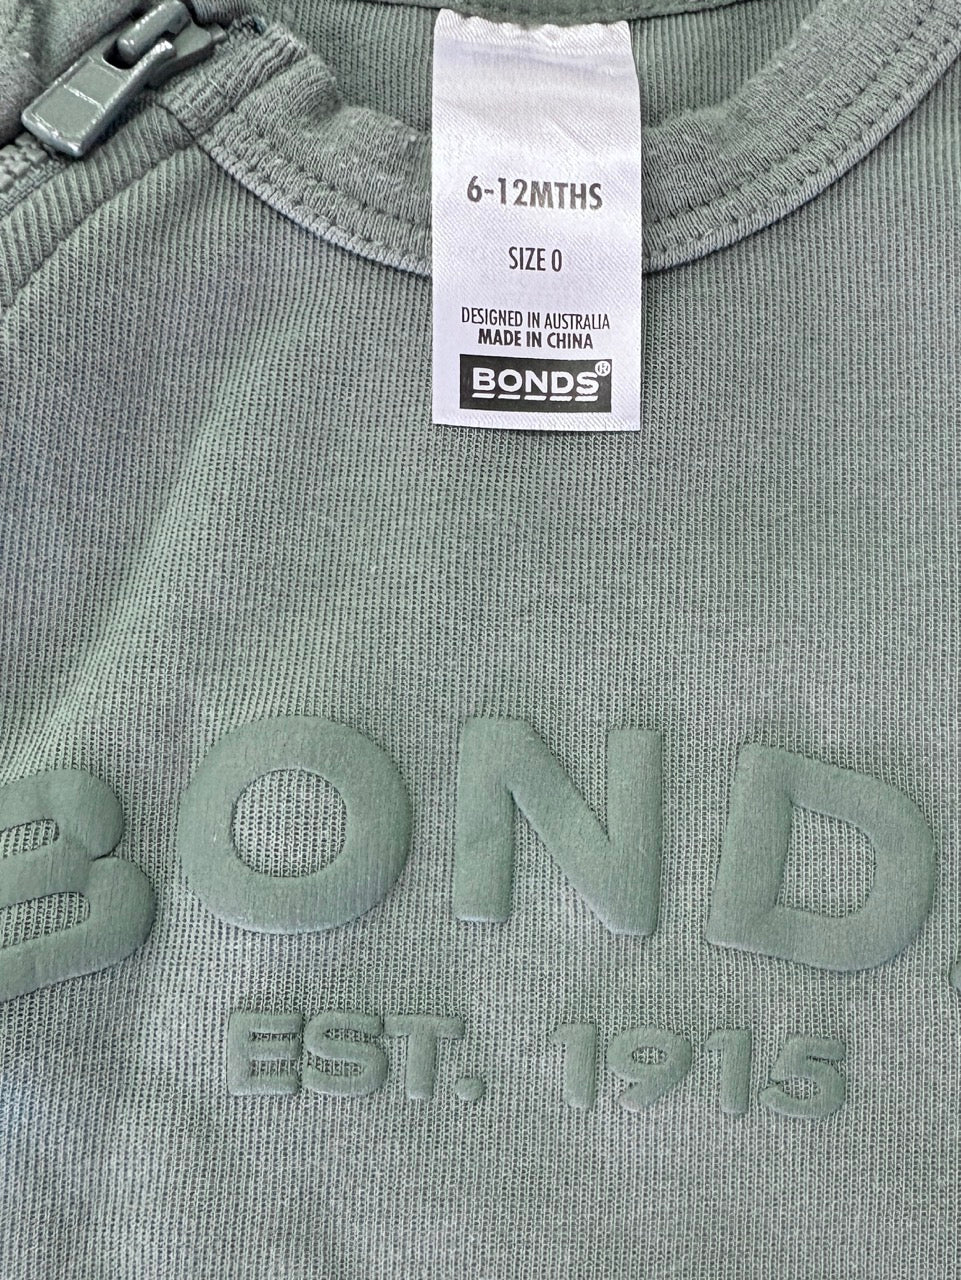 6-12MTHS
SIZE 0
DESIGNED IN AUSTRALIA
MADE IN CHINA
BONDS®
BOND
EST. 1915